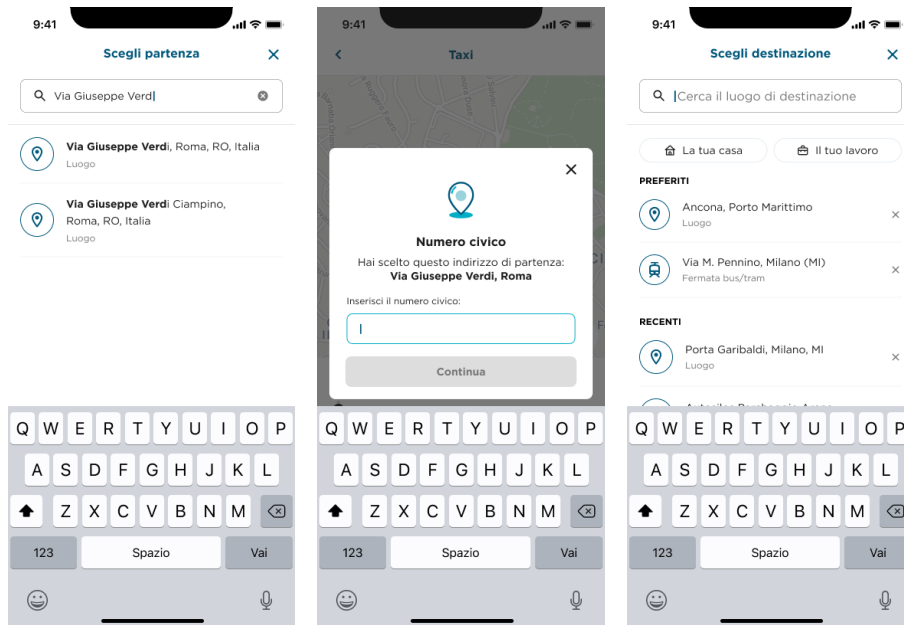 9:41
Scegli partenza
Via Giuseppe Verd
Via Giuseppe Verdi, Roma, RO, Italia
Luogo
Via Giuseppe Verdi Ciampino,
Roma, RO, Italia
Luogo
Q W E R T Y U I O P
A S D F G H J K L
Z X C V B N M
123 Spazio Vai
9:41
Taxi
Numero civico
Hai scelto questo indirizzo di partenza:
Via Giuseppe Verdi, Roma
Inserisci il numero civico:
Continua
Q W E R T Y U I O P
A S D F G H J K L
Z X C V B N M
123 Spazio Vai
9:41
Scegli destinazione
Cerca il luogo di destinazione
La tua casa Il tuo lavoro
PREFERITI
Ancona, Porto Marittimo
Luogo
Via M. Pennino, Milano (MI)
Fermata bus/tram
RECENTI
Porta Garibaldi, Milano, MI
Luogo
Q W E R T Y U I O P
A S D F G H J K L
Z X C V B N M
123 Spazio Vai